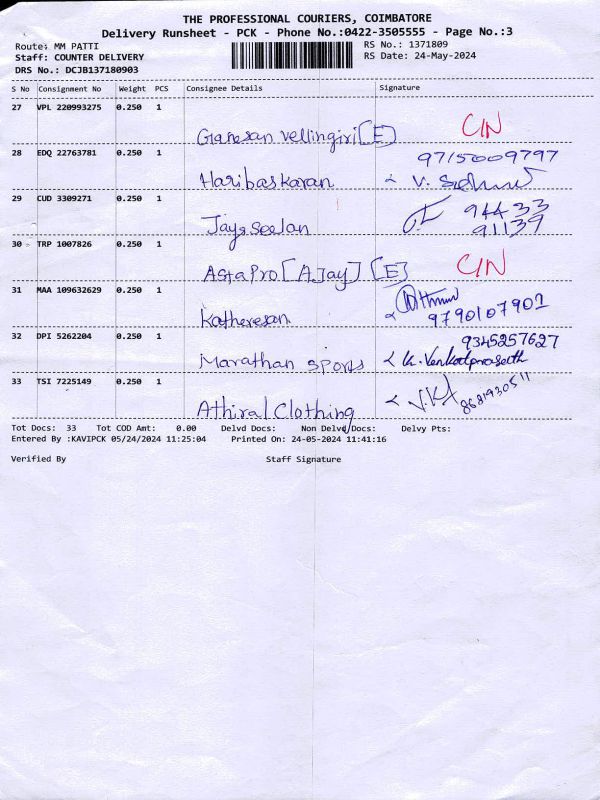 THE PROFESSIONAL COURIERS, COIMBATORE
Delivery Runsheet - PCK - Phone No.:0422-3505555 - Page No.:3
Route: MM PATTI RS No.: 1371809
Staff: COUNTER DELIVERY RS Date: 24-May-2024
DRS No.: DCJB137180903
S No Consignment No Weight PCS Consignee Details Signature
27 VPL 220993275 0.250 1
Ganesan Vellingiri [E] C/N
28 EDQ 22763781 0.250 1 9715009797
Haribaskaran
29 CUD 3309271 0.250 1 94433
Jayaseelan 91139
30 TRP 1007826 0.250 1
AstaPro [AJay] [E] C/N
31 MAA 109632629 0.250 1
Katheresan 9790107902
32 DPI 5262204 0.250 1 9345257627
Marathan Sports K. Venkatprasath
33 TSI 7225149 0.250 1
Athiral Clothing 8681930511
Tot Docs: 33 Tot COD Amt: 0.00 Delvd Docs: Non Delvd/Docs: Delvy Pts:
Entered By :KAVIPCK 05/24/2024 11:25:04 Printed On: 24-05-2024 11:41:16
Verified By Staff Signature